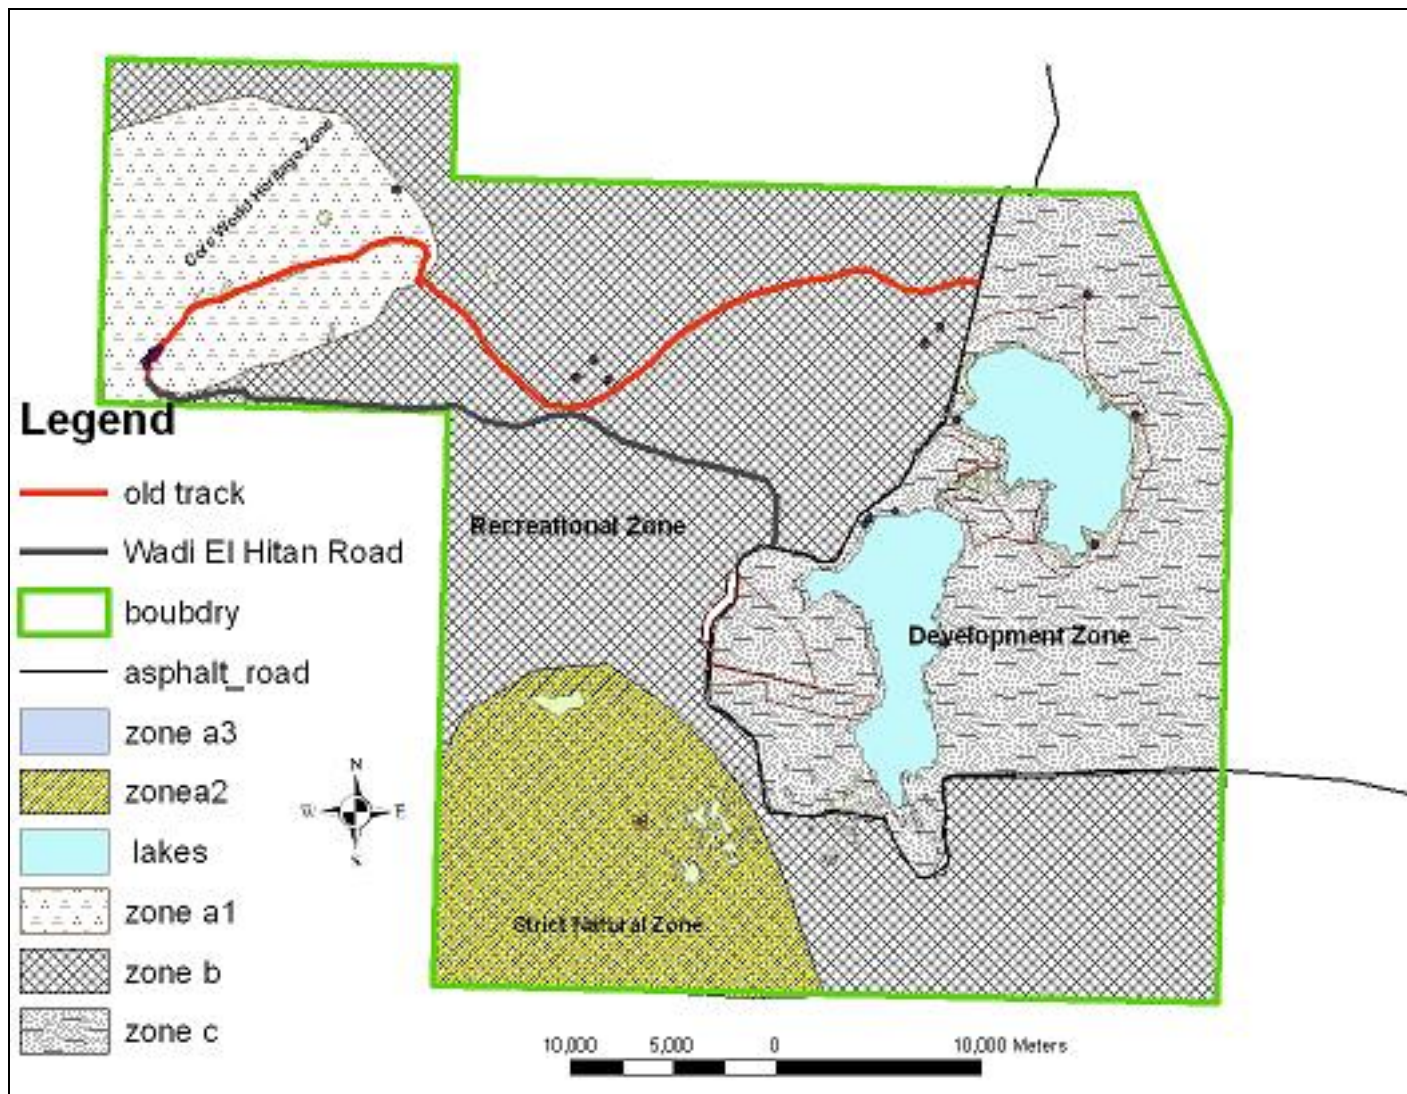 Core World Heritage Zone
Legend
old track
Wadi El Hitan Road
boubdry
asphalt_road
zone a3
zonea2
lakes
zone a1
zone b
zone c
Recreational Zone
Development Zone
Strict Natural Zone
N
W E
S
10,000 5,000 0 10,000 Meters